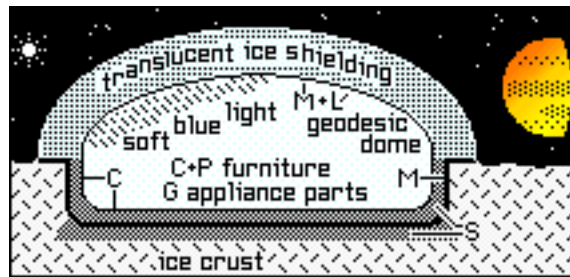 translucent ice shielding
soft blue light
M+L
geodesic
dome
C
C+P furniture
G appliance parts
M
S
ice crust